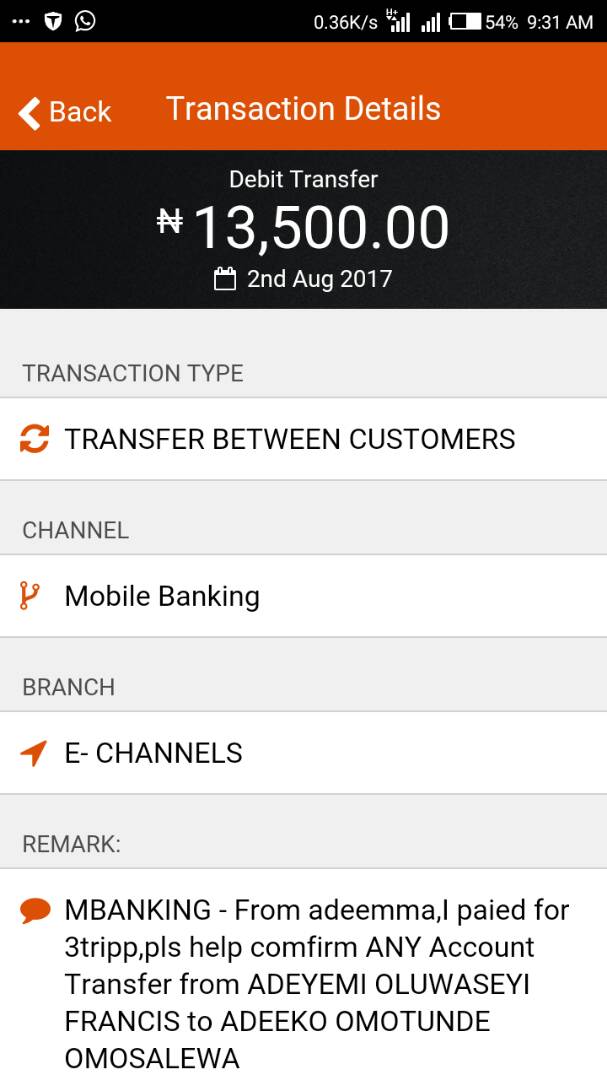 ... 0.36K/s H+ 54% 9:31 AM
Back Transaction Details
Debit Transfer
₦13,500.00
2nd Aug 2017
TRANSACTION TYPE
TRANSFER BETWEEN CUSTOMERS
CHANNEL
Mobile Banking
BRANCH
E- CHANNELS
REMARK:
MBANKING - From adeemma,I paied for
3tripp,pls help comfirm ANY Account
Transfer from ADEYEMI OLUWASEYI
FRANCIS to ADEEKO OMOTUNDE
OMOSALEWA